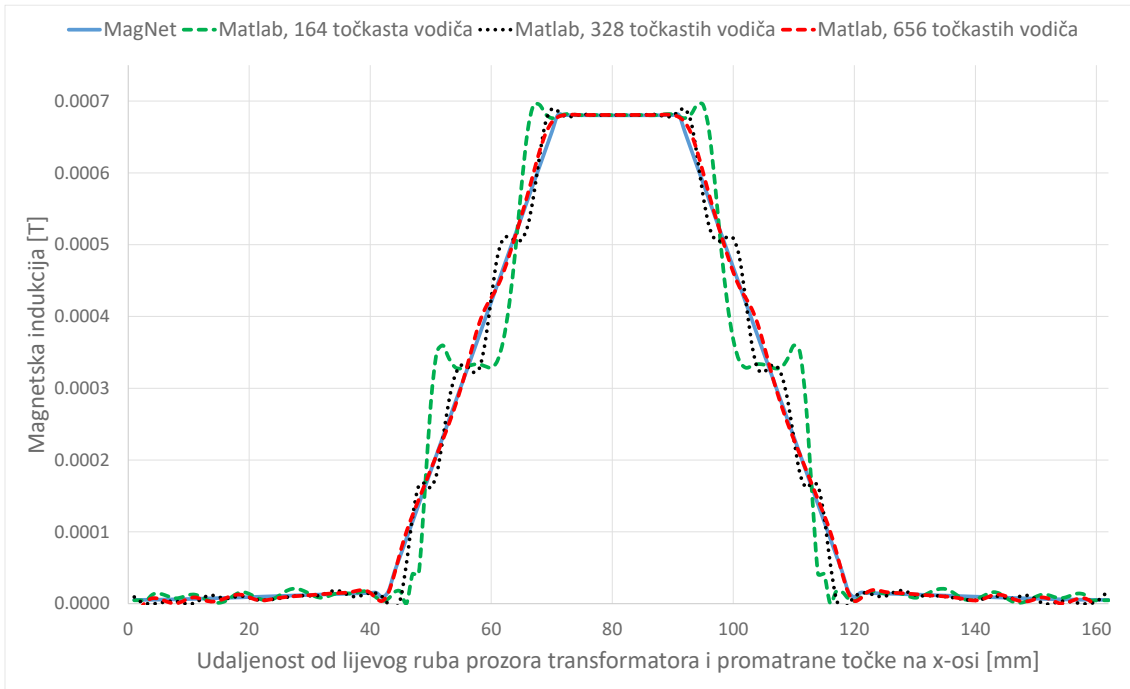 MagNet Matlab, 164 točkasta vodiča Matlab, 328 točkastih vodiča Matlab, 656 točkastih vodiča
0.0007
0.0006
0.0005
0.0004
0.0003
0.0002
0.0001
0.0000
Magnetska indukcija [T]
0 20 40 60 80 100 120 140 160
Udaljenost od lijevog ruba prozora transformatora i promatrane točke na x-osi [mm]